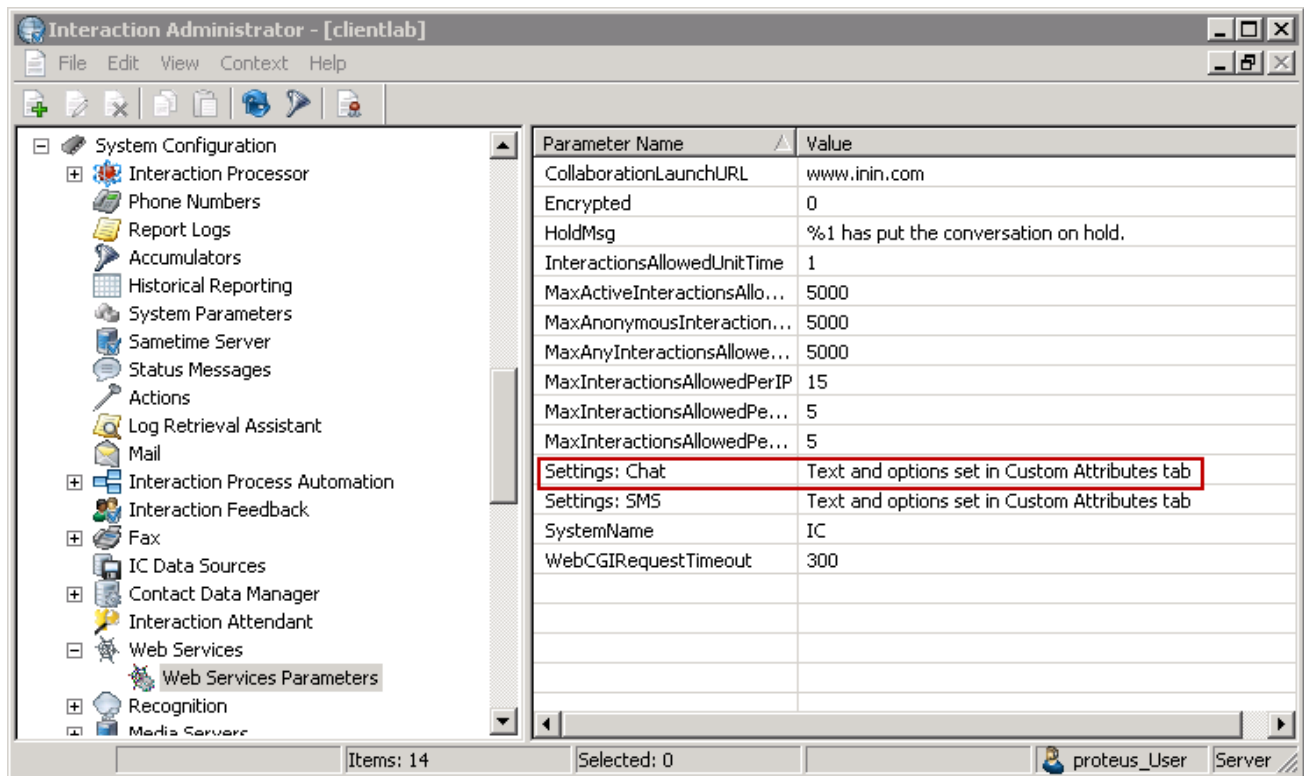 Interaction Administrator - [clientlab]
File Edit View Context Help
System Configuration
Interaction Processor
Phone Numbers
Report Logs
Accumulators
Historical Reporting
System Parameters
Sametime Server
Status Messages
Actions
Log Retrieval Assistant
Mail
Interaction Process Automation
Interaction Feedback
Fax
IC Data Sources
Contact Data Manager
Interaction Attendant
Web Services
Web Services Parameters
Recognition
Media Servers
Parameter Name Value
CollaborationLaunchURL www.inin.com
Encrypted 0
HoldMsg %1 has put the conversation on hold.
InteractionsAllowedUnitTime 1
MaxActiveInteractionsAllo... 5000
MaxAnonymousInteraction... 5000
MaxAnyInteractionsAllowe... 5000
MaxInteractionsAllowedPerIP 15
MaxInteractionsAllowedPe... 5
MaxInteractionsAllowedPe... 5
Settings: Chat Text and options set in Custom Attributes tab
Settings: SMS Text and options set in Custom Attributes tab
SystemName IC
WebCGIRequestTimeout 300
Items: 14 Selected: 0 proteus_User Server